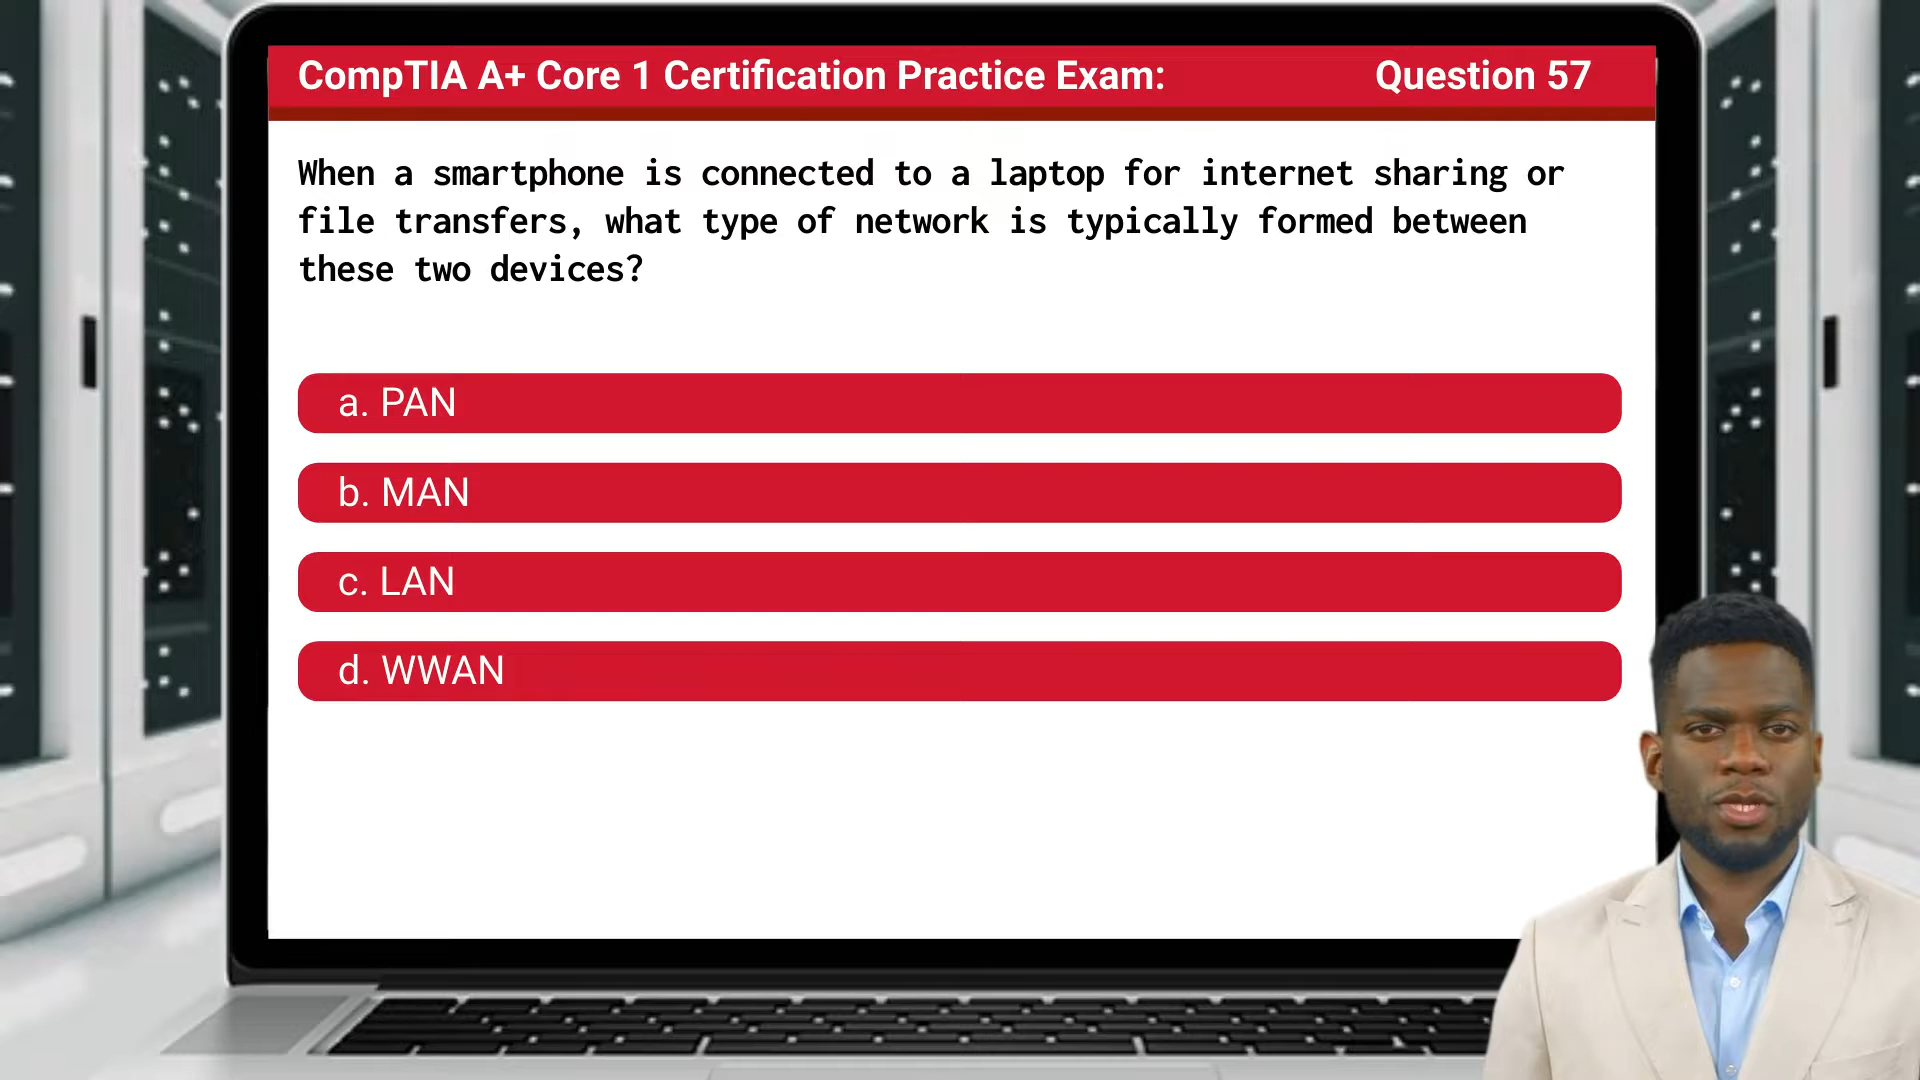 CompTIA A+ Core 1 Certification Practice Exam: Question 57
When a smartphone is connected to a laptop for internet sharing or
file transfers, what type of network is typically formed between
these two devices?
a. PAN
b. MAN
c. LAN
d. WWAN